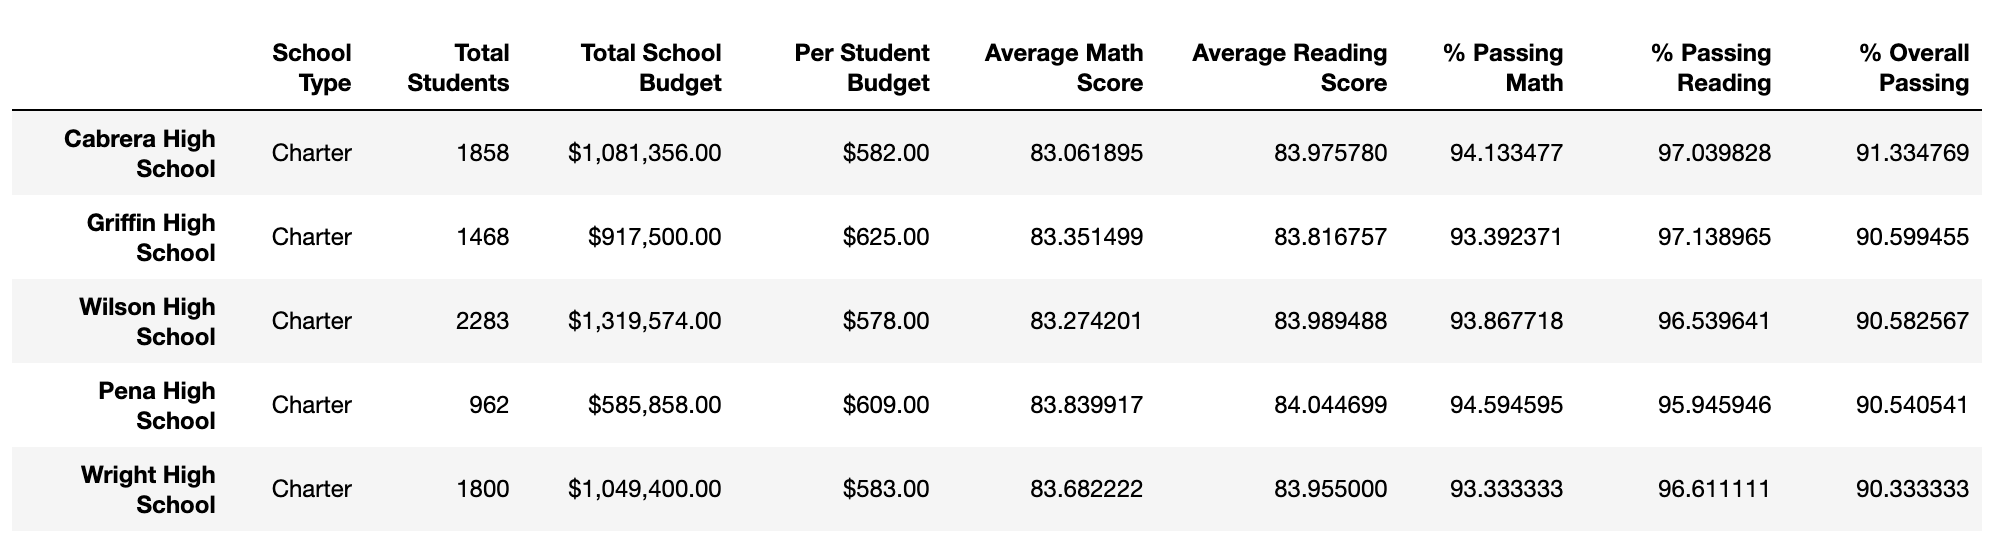 School Type Total Students Total School Budget Per Student Budget Average Math Score Average Reading Score % Passing Math % Passing Reading % Overall Passing
Cabrera High School Charter 1858 $1,081,356.00 $582.00 83.061895 83.975780 94.133477 97.039828 91.334769
Griffin High School Charter 1468 $917,500.00 $625.00 83.351499 83.816757 93.392371 97.138965 90.599455
Wilson High School Charter 2283 $1,319,574.00 $578.00 83.274201 83.989488 93.867718 96.539641 90.582567
Pena High School Charter 962 $585,858.00 $609.00 83.839917 84.044699 94.594595 95.945946 90.540541
Wright High School Charter 1800 $1,049,400.00 $583.00 83.682222 83.955000 93.333333 96.611111 90.333333